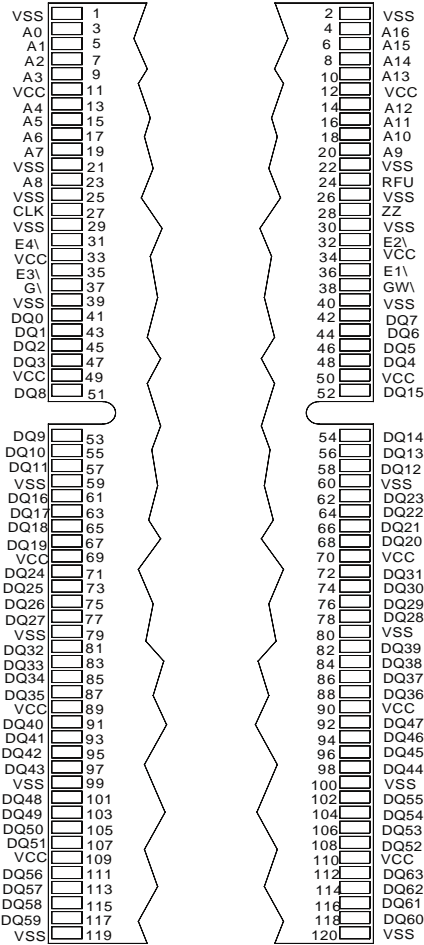 VSS 1 2 VSS
A0 3 4 A16
A1 5 6 A15
A2 7 8 A14
A3 9 10 A13
VCC 11 12 VCC
A4 13 14 A12
A5 15 16 A11
A6 17 18 A10
A7 19 20 A9
VSS 21 22 VSS
A8 23 24 RFU
VSS 25 26 VSS
CLK 27 28 ZZ
VSS 29 30 VSS
E4\ 31 32 E2\
VCC 33 34 VCC
E3\ 35 36 E1\
G\ 37 38 GW\
VSS 39 40 VSS
DQ0 41 42 DQ7
DQ1 43 44 DQ6
DQ2 45 46 DQ5
DQ3 47 48 DQ4
VCC 49 50 VCC
DQ8 51 52 DQ15
DQ9 53 54 DQ14
DQ10 55 56 DQ13
DQ11 57 58 DQ12
VSS 59 60 VSS
DQ16 61 62 DQ23
DQ17 63 64 DQ22
DQ18 65 66 DQ21
DQ19 67 68 DQ20
VCC 69 70 VCC
DQ24 71 72 DQ31
DQ25 73 74 DQ30
DQ26 75 76 DQ29
DQ27 77 78 DQ28
VSS 79 80 VSS
DQ32 81 82 DQ39
DQ33 83 84 DQ38
DQ34 85 86 DQ37
DQ35 87 88 DQ36
VCC 89 90 VCC
DQ40 91 92 DQ47
DQ41 93 94 DQ46
DQ42 95 96 DQ45
DQ43 97 98 DQ44
VSS 99 100 VSS
DQ48 101 102 DQ55
DQ49 103 104 DQ54
DQ50 105 106 DQ53
DQ51 107 108 DQ52
VCC 109 110 VCC
DQ56 111 112 DQ63
DQ57 113 114 DQ62
DQ58 115 116 DQ61
DQ59 117 118 DQ60
VSS 119 120 VSS